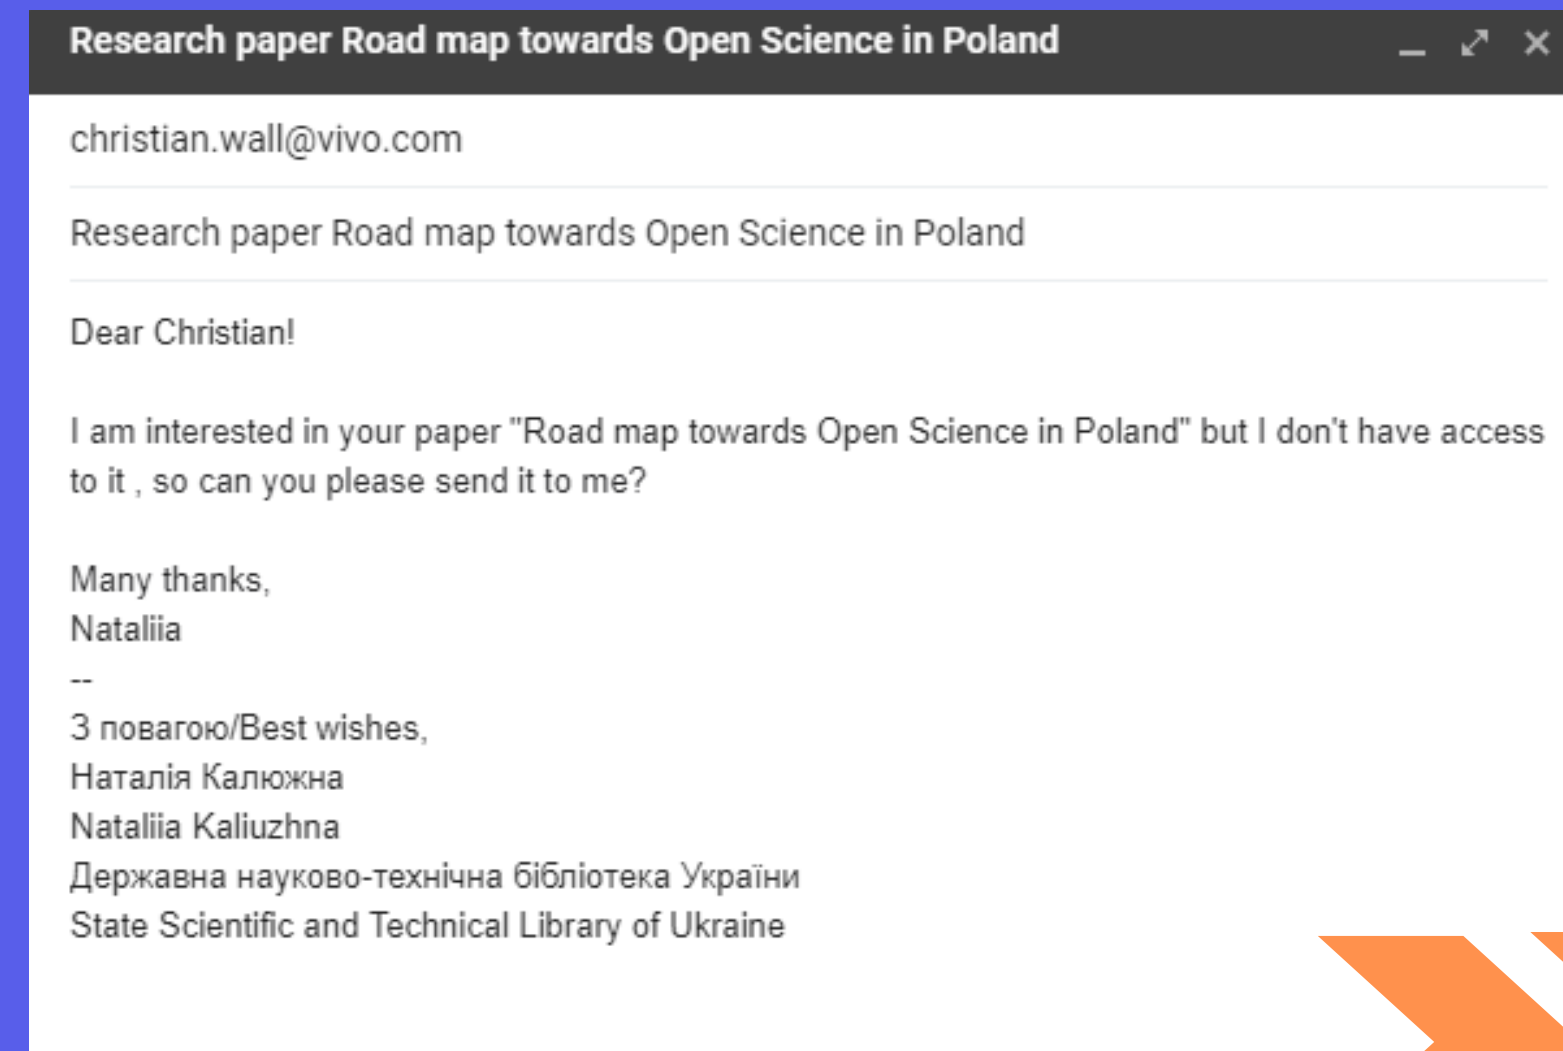 Research paper Road map towards Open Science in Poland
christian.wall@vivo.com
Research paper Road map towards Open Science in Poland
Dear Christian!
I am interested in your paper "Road map towards Open Science in Poland" but I don't have access
to it , so can you please send it to me?
Many thanks,
Nataliia
--
З повагою/Best wishes,
Наталія Калюжна
Nataliia Kaliuzhna
Державна науково-технічна бібліотека України
State Scientific and Technical Library of Ukraine